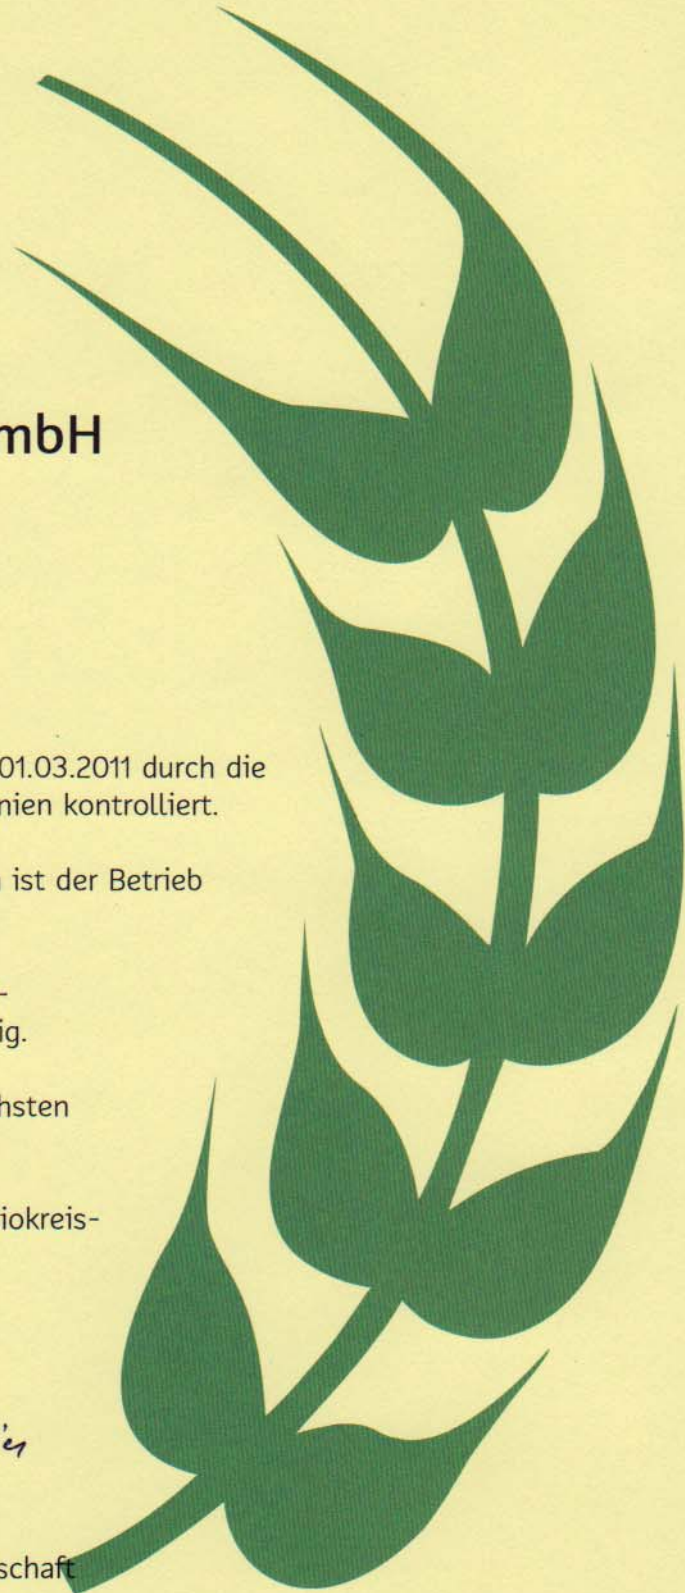 mbH
01.03.2011 durch die
nien kontrolliert.
ist der Betrieb
-
ig.
hsten
iokreis-
schaft